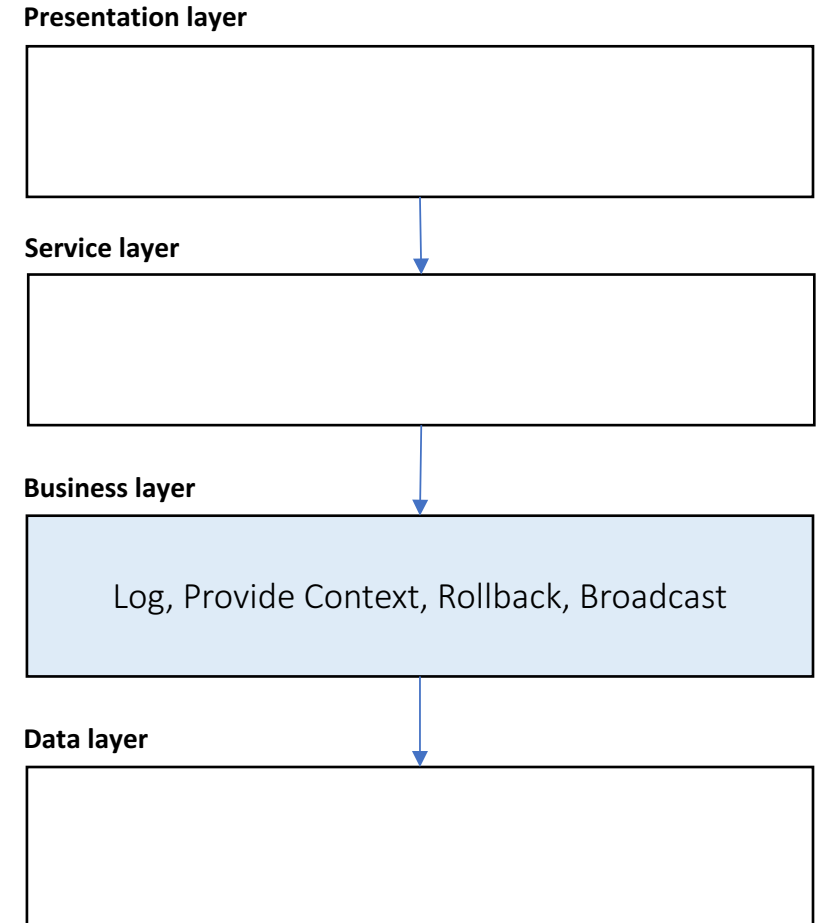 Presentation layer
Service layer
Business layer
Log, Provide Context, Rollback, Broadcast
Data layer